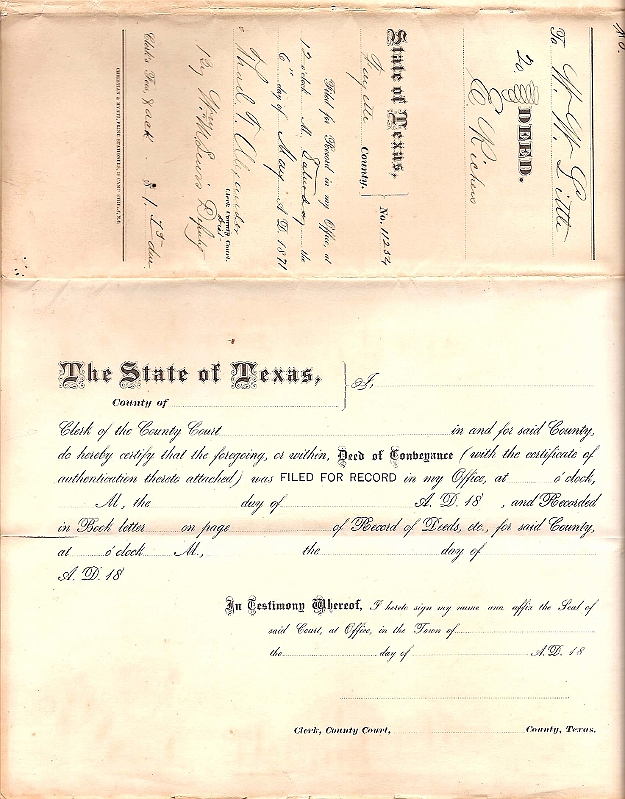 No.
To W. W. Little
To DEED.
C. Richers
State of Texas,
Fayette County.
No. 11254
Filed for Record in my Office, at
12 o'clock M. Saturday the
6" day of May A. D. 1871
Clerk County Court.
By Deputy
Clerk's Fees,
The State of Texas,
County of
I,
Clerk of the County Court in and for said County,
do hereby certify that the foregoing, or within, Deed of Conveyance (with the certificate of
authentication thereto attached) was FILED FOR RECORD in my Office, at o'clock,
M, the day of A. D. 18 , and Recorded
in Book letter on page of Record of Deeds, etc., for said County,
at o'clock M., the day of
A. D. 18
In Testimony Whereof, I hereto sign my name and affix the Seal of
said Court, at Office, in the Town of
the day of A. D. 18
Clerk, County Court, County, Texas.